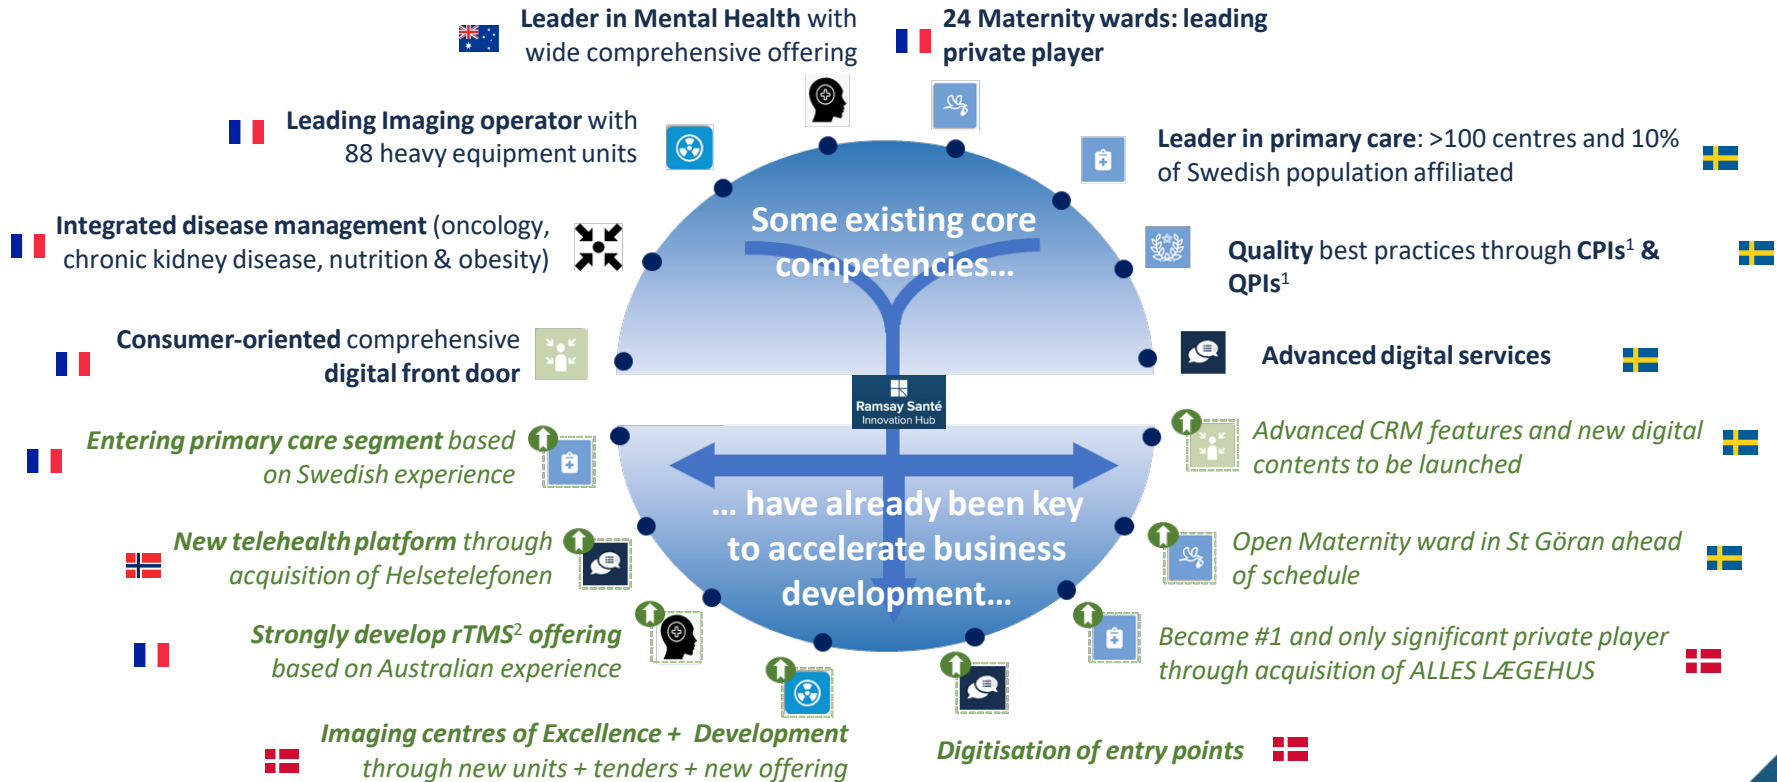 Leader in Mental Health with
wide comprehensive offering
24 Maternity wards: leading
private player
Leading Imaging operator with
88 heavy equipment units
Leader in primary care: >100 centres and 10%
of Swedish population affiliated
Integrated disease management (oncology,
chronic kidney disease, nutrition & obesity)
Some existing core
competencies...
Quality best practices through CPIs¹ &
QPIs¹
Consumer-oriented comprehensive
digital front door
Advanced digital services
Ramsay Santé
Innovation Hub
Entering primary care segment based
on Swedish experience
Advanced CRM features and new digital
contents to be launched
... have already been key
to accelerate business
development...
New telehealth platform through
acquisition of Helsetelefonen
Open Maternity ward in St Göran ahead
of schedule
Strongly develop rTMS² offering
based on Australian experience
Became #1 and only significant private player
through acquisition of ALLES LÆGEHUS
Imaging centres of Excellence + Development
through new units + tenders + new offering
Digitisation of entry points